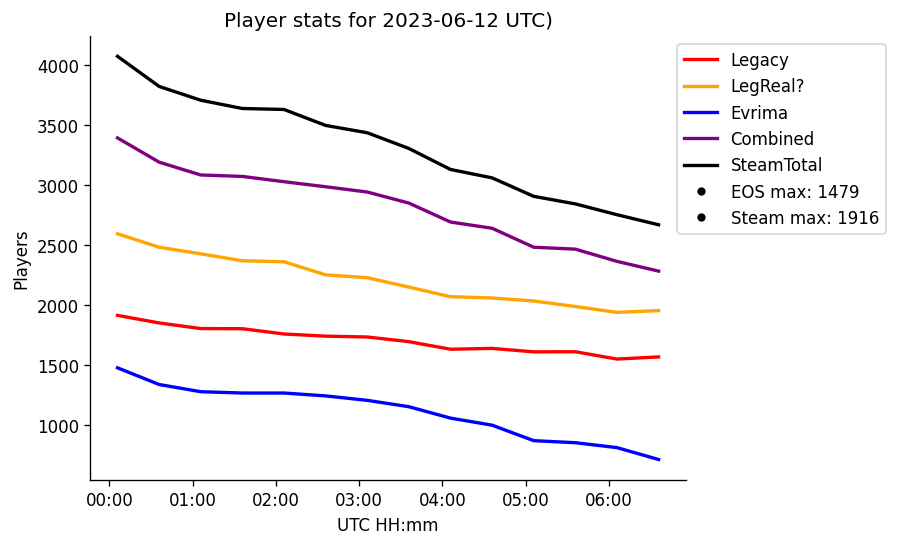 Player stats for 2023-06-12 UTC)
4000
3500
3000
2500
2000
1500
1000
Players
00:00 01:00 02:00 03:00 04:00 05:00 06:00
UTC HH:mm
Legacy
LegReal?
Evrima
Combined
SteamTotal
EOS max: 1479
Steam max: 1916